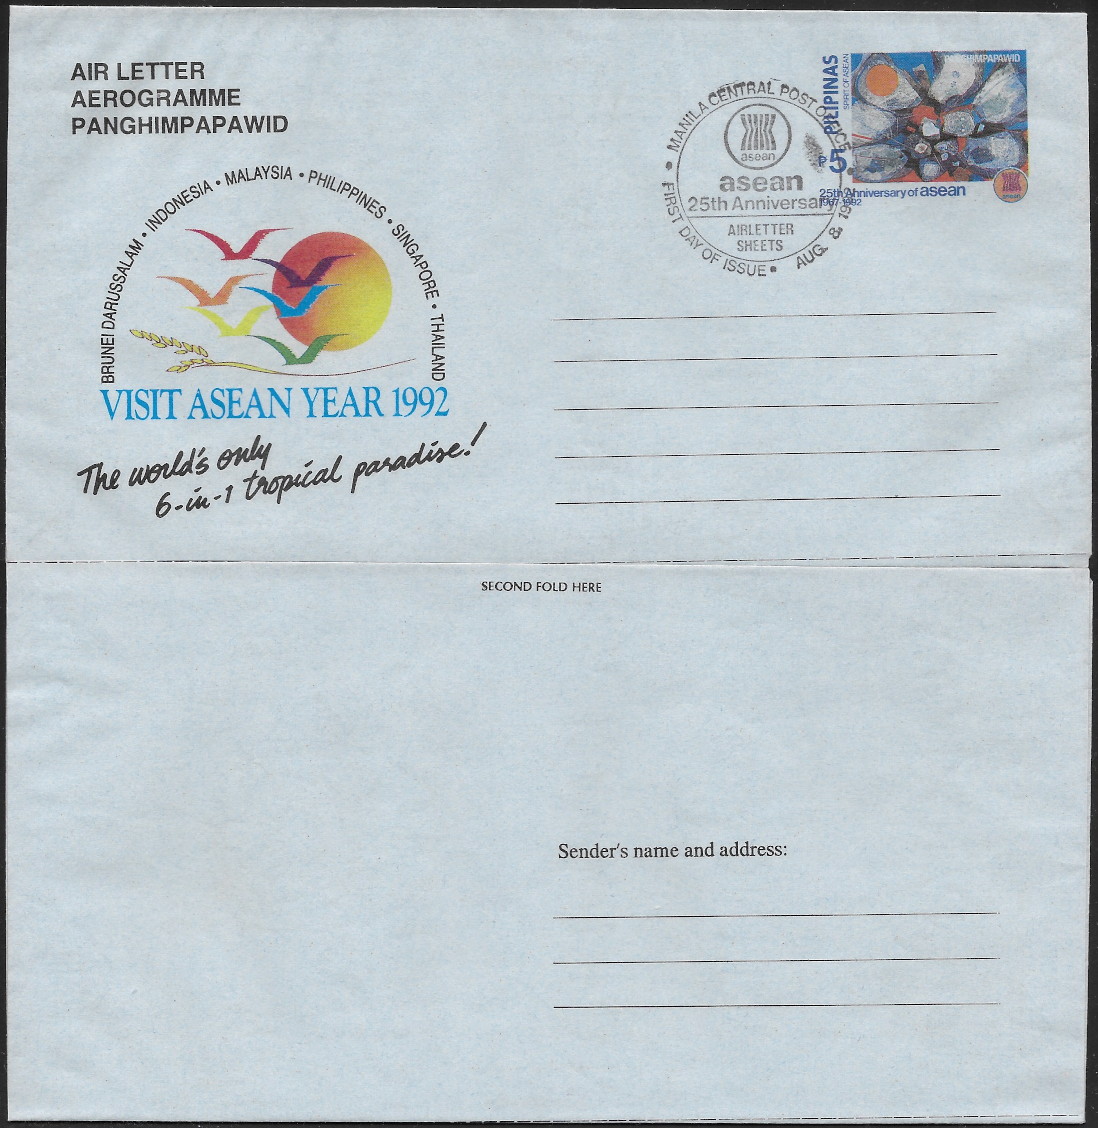 AIR LETTER
AEROGRAMME
PANGHIMPAPAWID
BRUNEI DARUSSALAM • INDONESIA • MALAYSIA • PHILIPPINES • SINGAPORE • THAILAND
VISIT ASEAN YEAR 1992
The world's only
6-in-1 tropical paradise!
MANILA CENTRAL POST OFFICE
asean
asean
25th Anniversary
AIRLETTER
SHEETS
FIRST DAY OF ISSUE • AUG. 8, 1992
PILIPINAS
SPIRIT OF ASEAN
PANGHIMPAPAWID
P5
25th Anniversary of asean
1967-1992
asean
SECOND FOLD HERE
Sender's name and address: